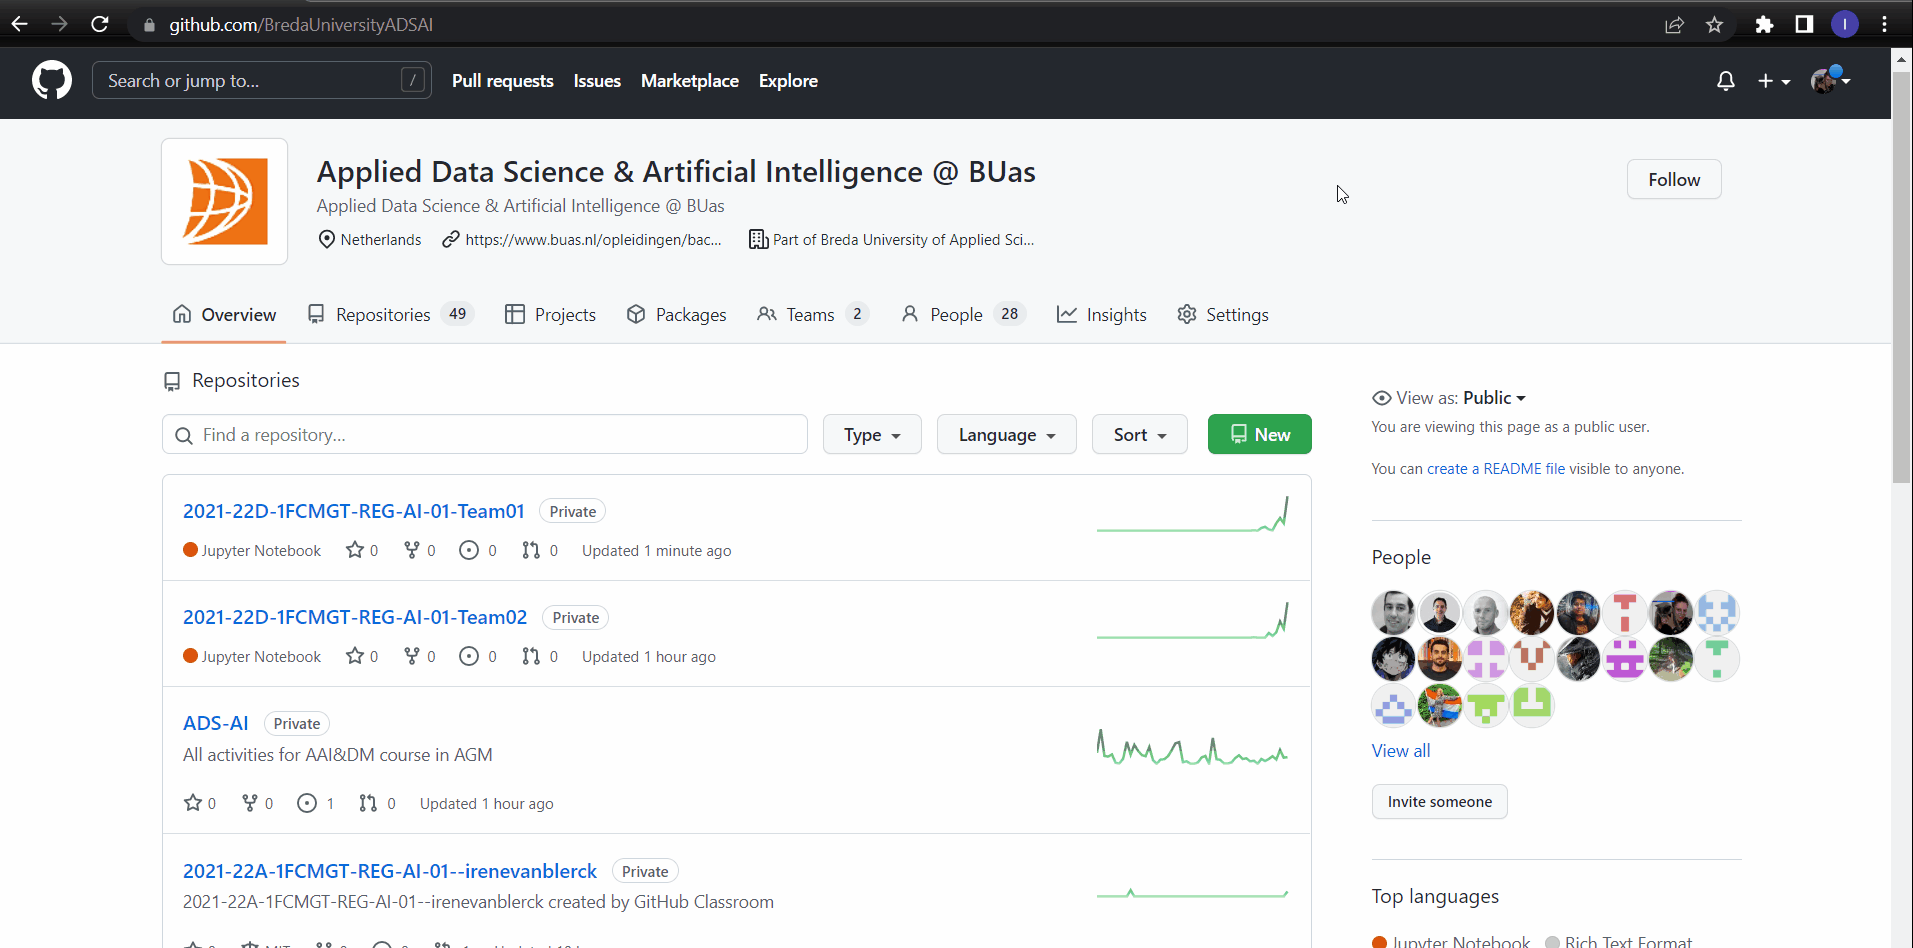 github.com/BredaUniversityADSAI
I
Search or jump to... /
Pull requests Issues Marketplace Explore
Applied Data Science & Artificial Intelligence @ BUas
Follow
Applied Data Science & Artificial Intelligence @ BUas
Netherlands https://www.buas.nl/opleidingen/bac... Part of Breda University of Applied Sci...
Overview Repositories 49 Projects Packages Teams 2 People 28 Insights Settings
Repositories
View as: Public
Find a repository... Type Language Sort New
You are viewing this page as a public user.
You can create a README file visible to anyone.
2021-22D-1FCMGT-REG-AI-01-Team01 Private
Jupyter Notebook 0 0 0 0 Updated 1 minute ago
People
2021-22D-1FCMGT-REG-AI-01-Team02 Private
Jupyter Notebook 0 0 0 0 Updated 1 hour ago
ADS-AI Private
All activities for AAI&DM course in AGM
0 0 1 0 Updated 1 hour ago
View all
Invite someone
2021-22A-1FCMGT-REG-AI-01--irenevanblerck Private
2021-22A-1FCMGT-REG-AI-01--irenevanblerck created by GitHub Classroom
Top languages
Jupyter Notebook Rich Text Format